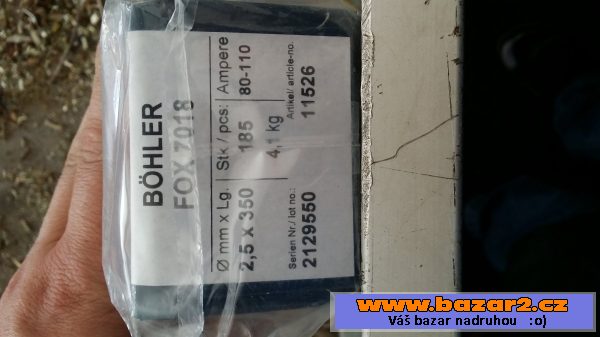 BÖHLER
FOX 7018
Ø mm x Lg. Stk / pcs: Ampere
2,5 x 350 185 80-110
4,1 kg
Serien Nr./ lot no.: Artikel/ article-no.
2129550 11526
www.bazar2.cz
Váš bazar nadruhou :o)